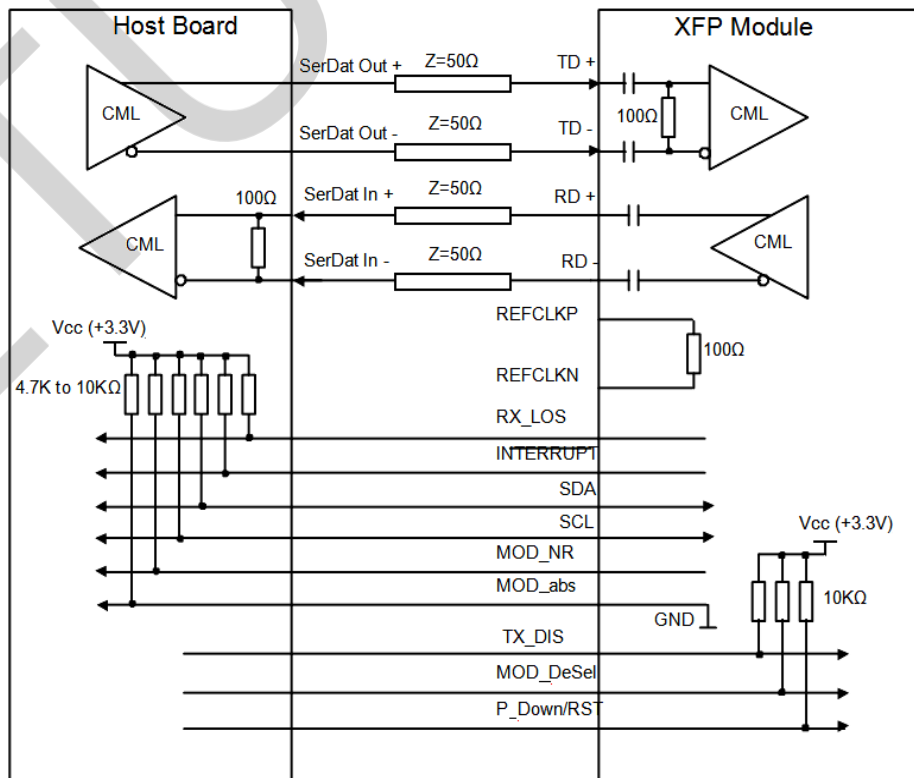 Host Board
XFP Module
SerDat Out +
Z=50Ω
TD +
CML
100Ω
CML
SerDat Out -
Z=50Ω
TD -
100Ω
SerDat In +
Z=50Ω
RD +
CML
CML
SerDat In -
Z=50Ω
RD -
REFCLKP
Vcc (+3.3V)
100Ω
4.7K to 10KΩ
REFCLKN
RX_LOS
INTERRUPT
SDA
SCL
Vcc (+3.3V)
MOD_NR
MOD_abs
10KΩ
GND
TX_DIS
MOD_DeSel
P_Down/RST